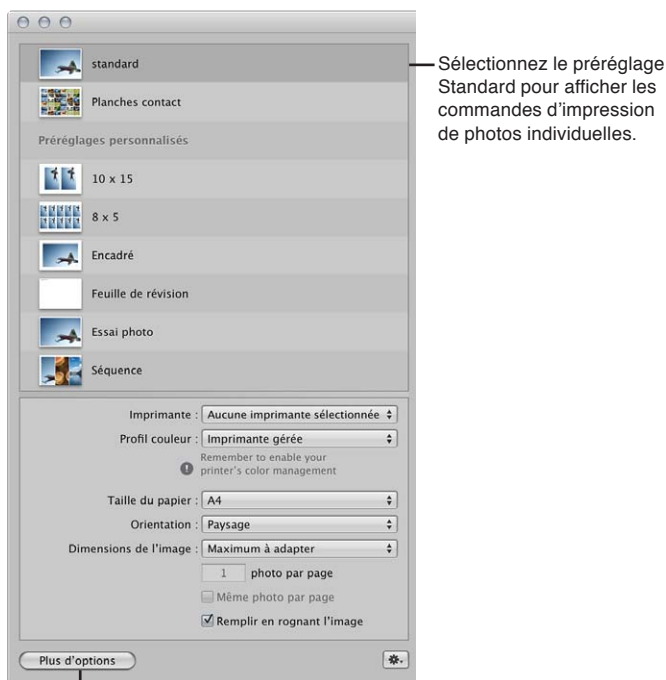 standard
Planches contact
Préréglages personnalisés
10 x 15
8 x 5
Encadré
Feuille de révision
Essai photo
Séquence
Imprimante : Aucune imprimante sélectionnée
Profil couleur : Imprimante gérée
Remember to enable your
printer's color management
Taille du papier : A4
Orientation : Paysage
Dimensions de l'image : Maximum à adapter
1 photo par page
Même photo par page
Remplir en rognant l'image
Plus d'options
Sélectionnez le préréglage
Standard pour afficher les
commandes d’impression
de photos individuelles.